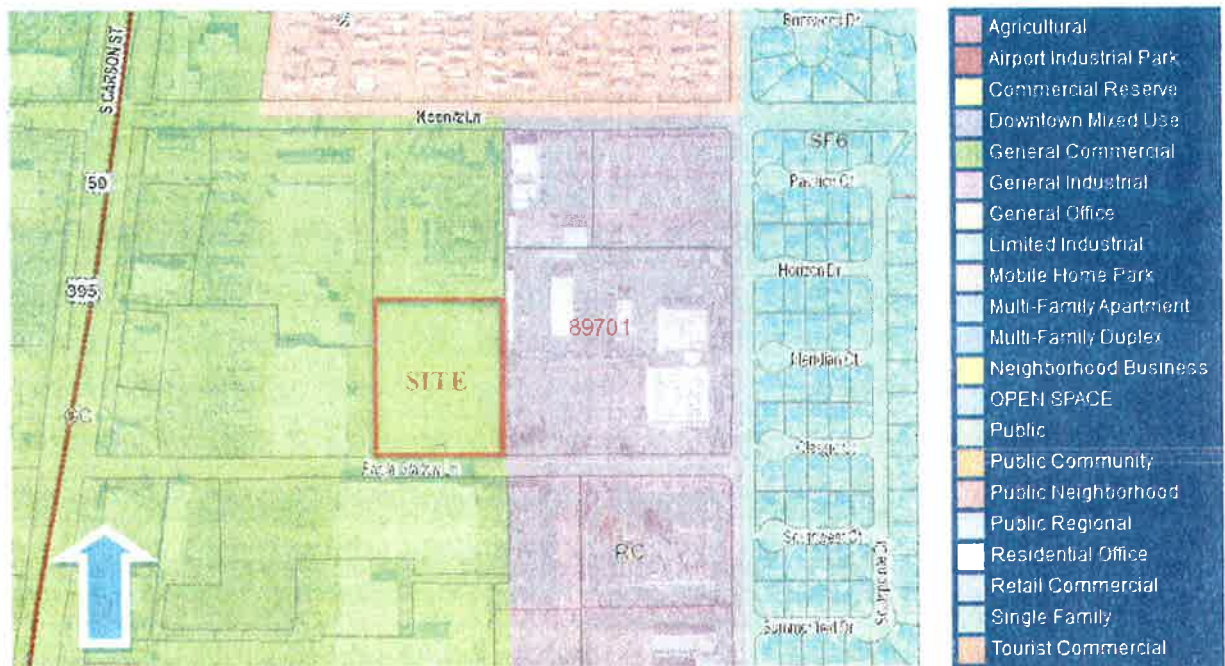 S CARSON ST
Koontz Ln
50
395
GC
SITE
89701
RC
SF6
Horizon Dr
Meridian Ct
Agricultural
Airport Industrial Park
Commercial Reserve
Downtown Mixed Use
General Commercial
General Industrial
General Office
Limited Industrial
Mobile Home Park
Multi-Family Apartment
Multi-Family Duplex
Neighborhood Business
OPEN SPACE
Public
Public Community
Public Neighborhood
Public Regional
Residential Office
Retail Commercial
Single Family
Tourist Commercial